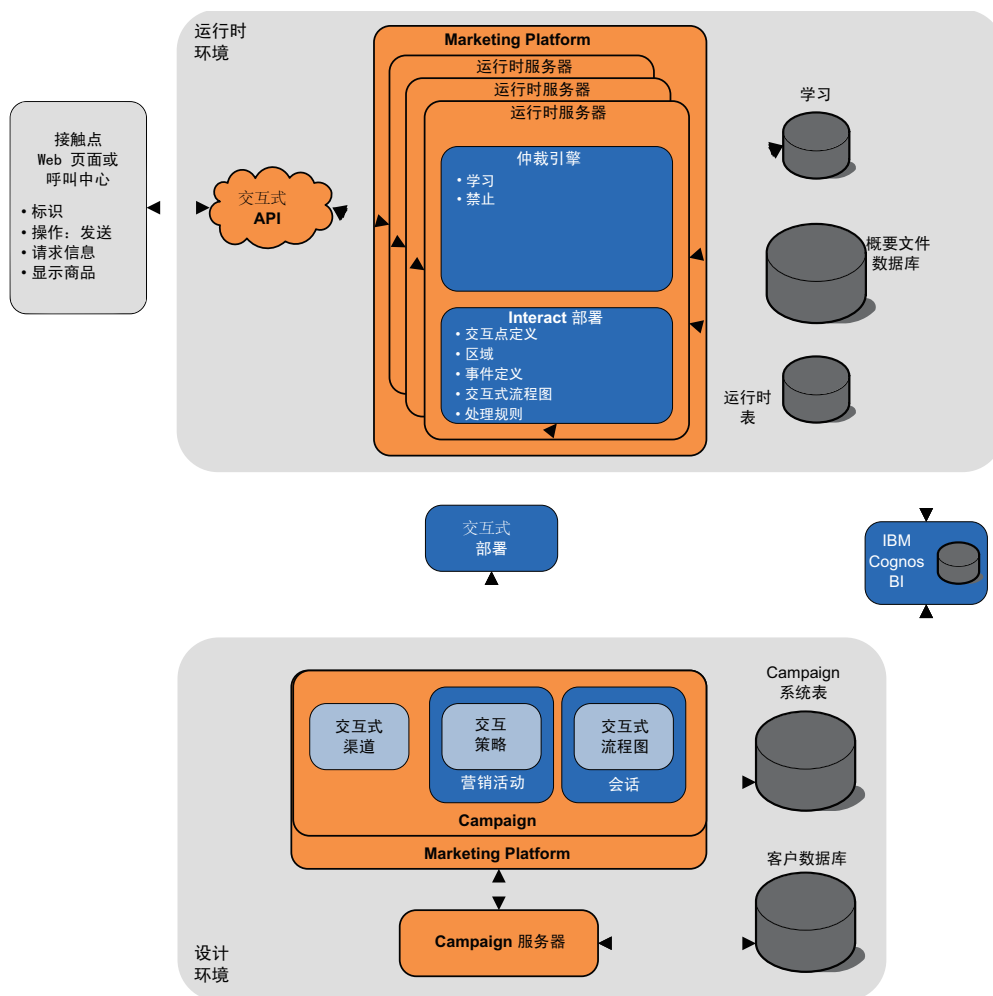 运行时
环境
Marketing Platform
运行时服务器
运行时服务器
运行时服务器
仲裁引擎
• 学习
• 禁止
Interact 部署
• 交互点定义
• 区域
• 事件定义
• 交互式流程图
• 处理规则
接触点
Web 页面或
呼叫中心
• 标识
• 操作：发送
• 请求信息
• 显示商品
交互式
API
学习
概要文件
数据库
运行时
表
交互式
部署
IBM
Cognos
BI
Campaign
系统表
交互式
渠道
交互
策略
营销活动
交互式
流程图
会话
Campaign
Marketing Platform
客户数据库
Campaign 服务器
设计
环境